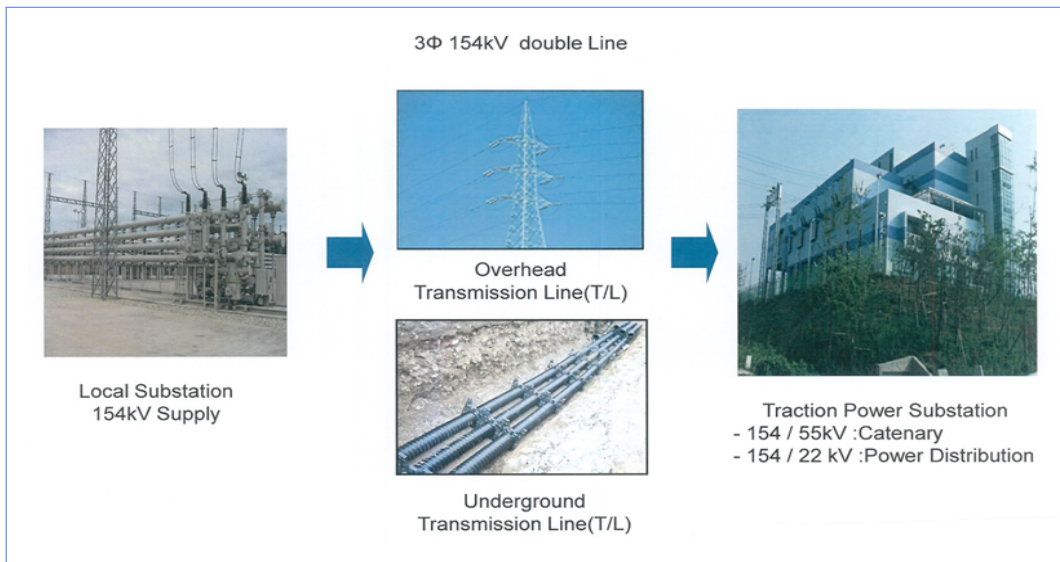 3Φ 154kV double Line
Local Substation
154kV Supply
Overhead
Transmission Line(T/L)
Underground
Transmission Line(T/L)
Traction Power Substation
- 154 / 55kV :Catenary
- 154 / 22 kV :Power Distribution